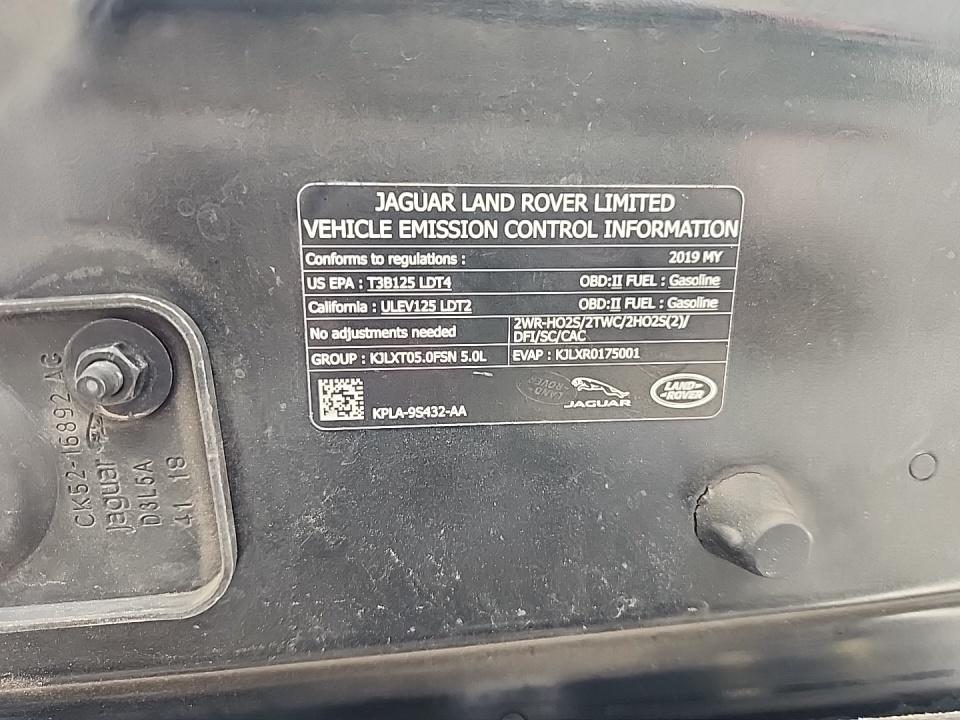 JAGUAR LAND ROVER LIMITED
VEHICLE EMISSION CONTROL INFORMATION
Conforms to regulations : 2019 MY
US EPA : T3B125 LDT4 OBD:II FUEL : Gasoline
California : ULEV125 LDT2 OBD:II FUEL : Gasoline
No adjustments needed
2WR-HO2S/2TWC/2HO2S(2)/
DFI/SC/CAC
GROUP : KJLXT05.0FSN 5.0L EVAP : KJLXR0175001
KPLA-9S432-AA
LAND
ROVER
JAGUAR
LAND-
-ROVER
CK52-16892-AG
jaguar
D3L5A
41 18